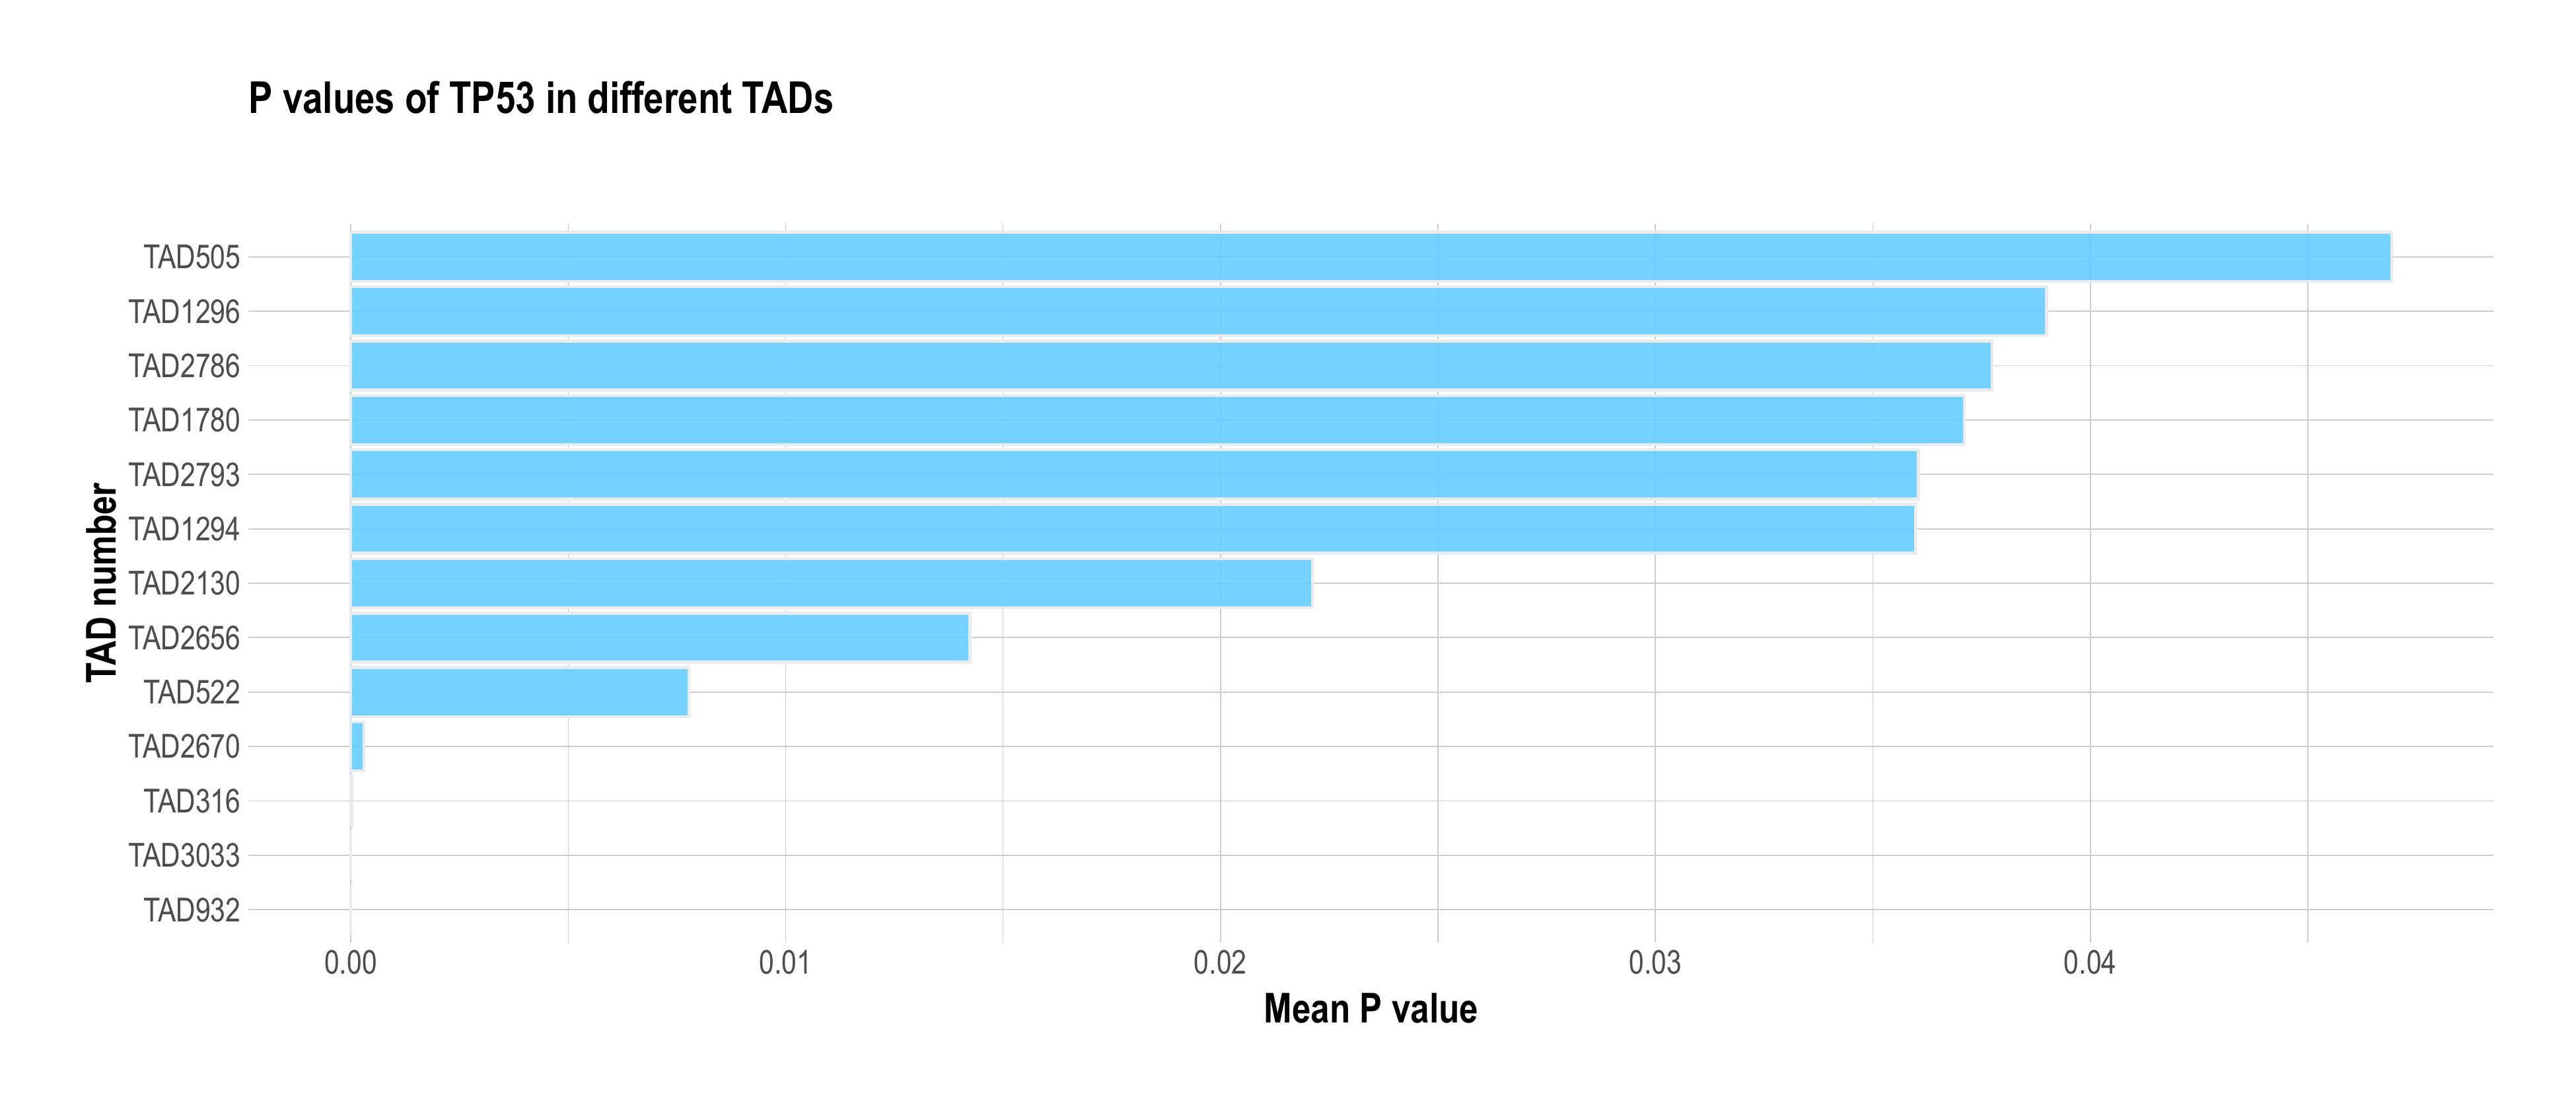 P values of TP53 in different TADs
TAD number
TAD505
TAD1296
TAD2786
TAD1780
TAD2793
TAD1294
TAD2130
TAD2656
TAD522
TAD2670
TAD316
TAD3033
TAD932
0.00 0.01 0.02 0.03 0.04
Mean P value